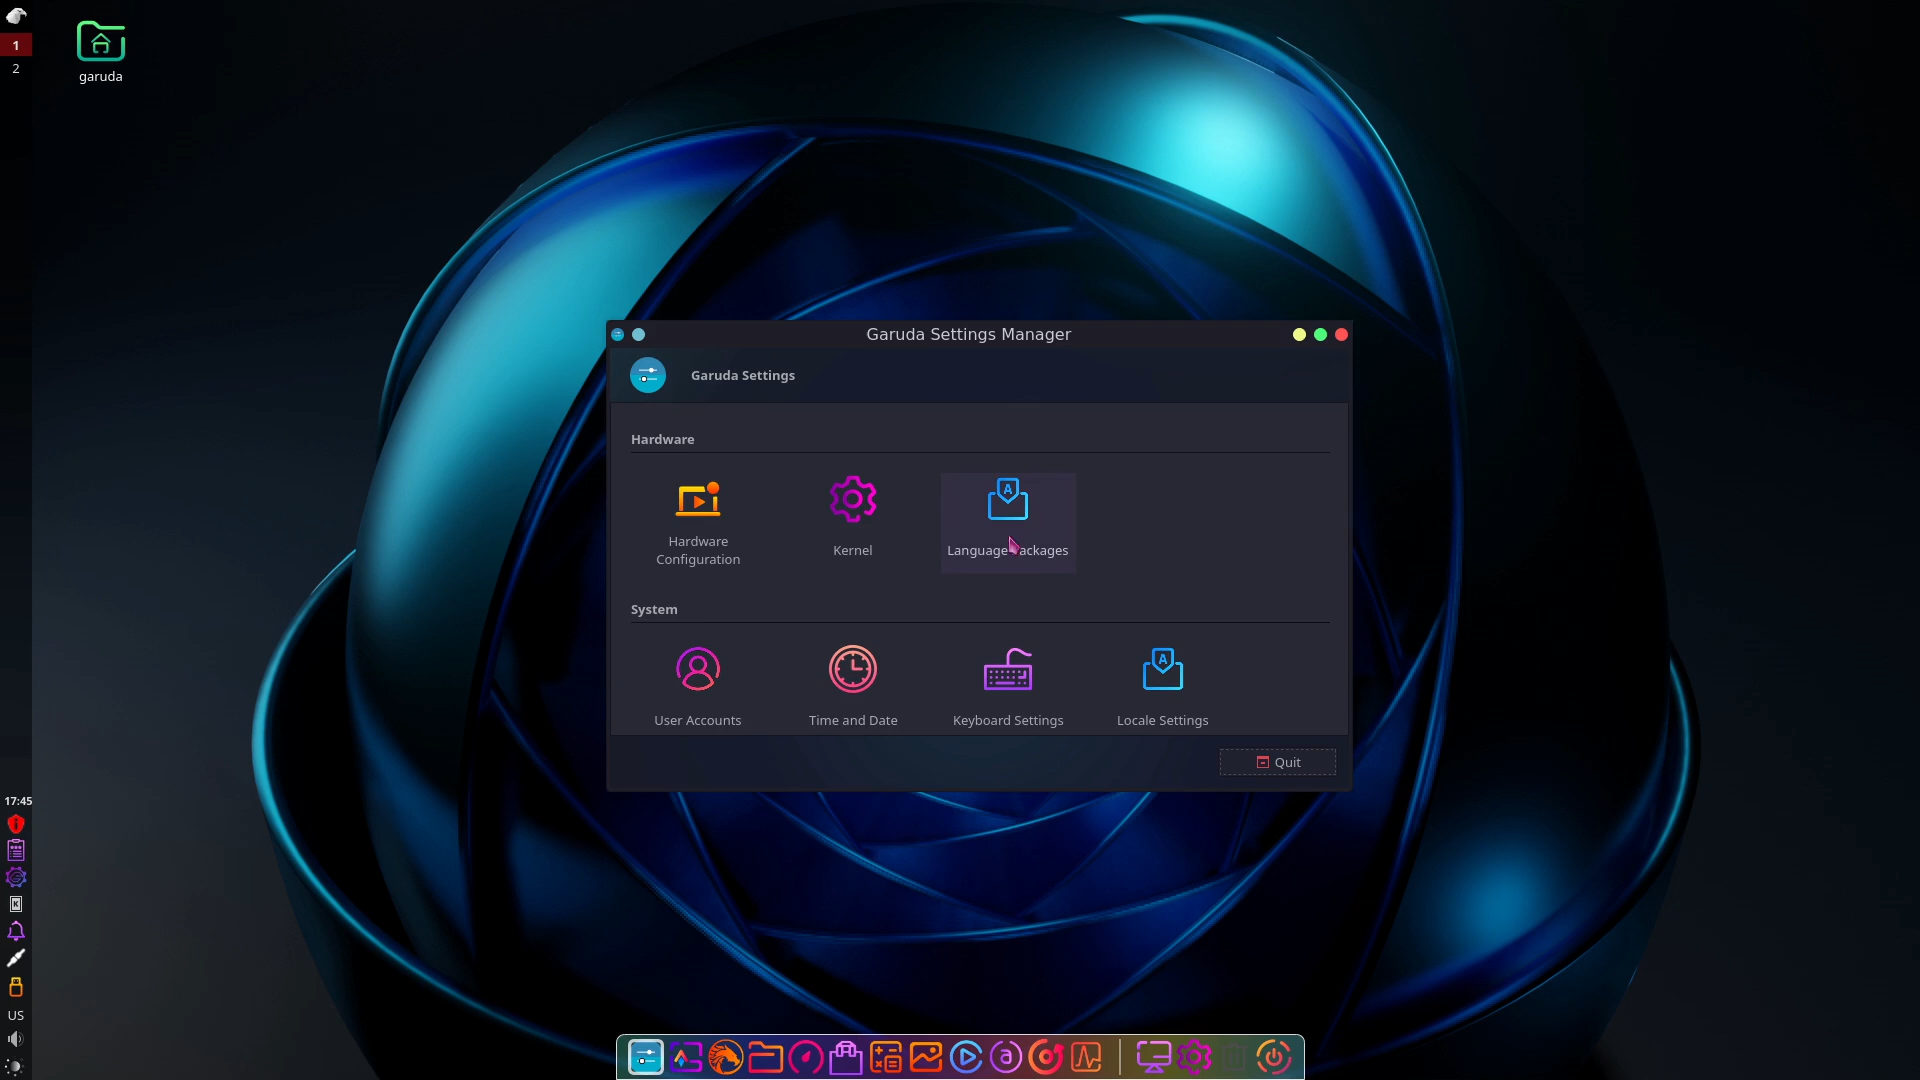 1
2
garuda
Garuda Settings Manager
Garuda Settings
Hardware
Hardware
Configuration
Kernel
Language ackages
System
User Accounts
Time and Date
Keyboard Settings
Locale Settings
Quit
17:45
US